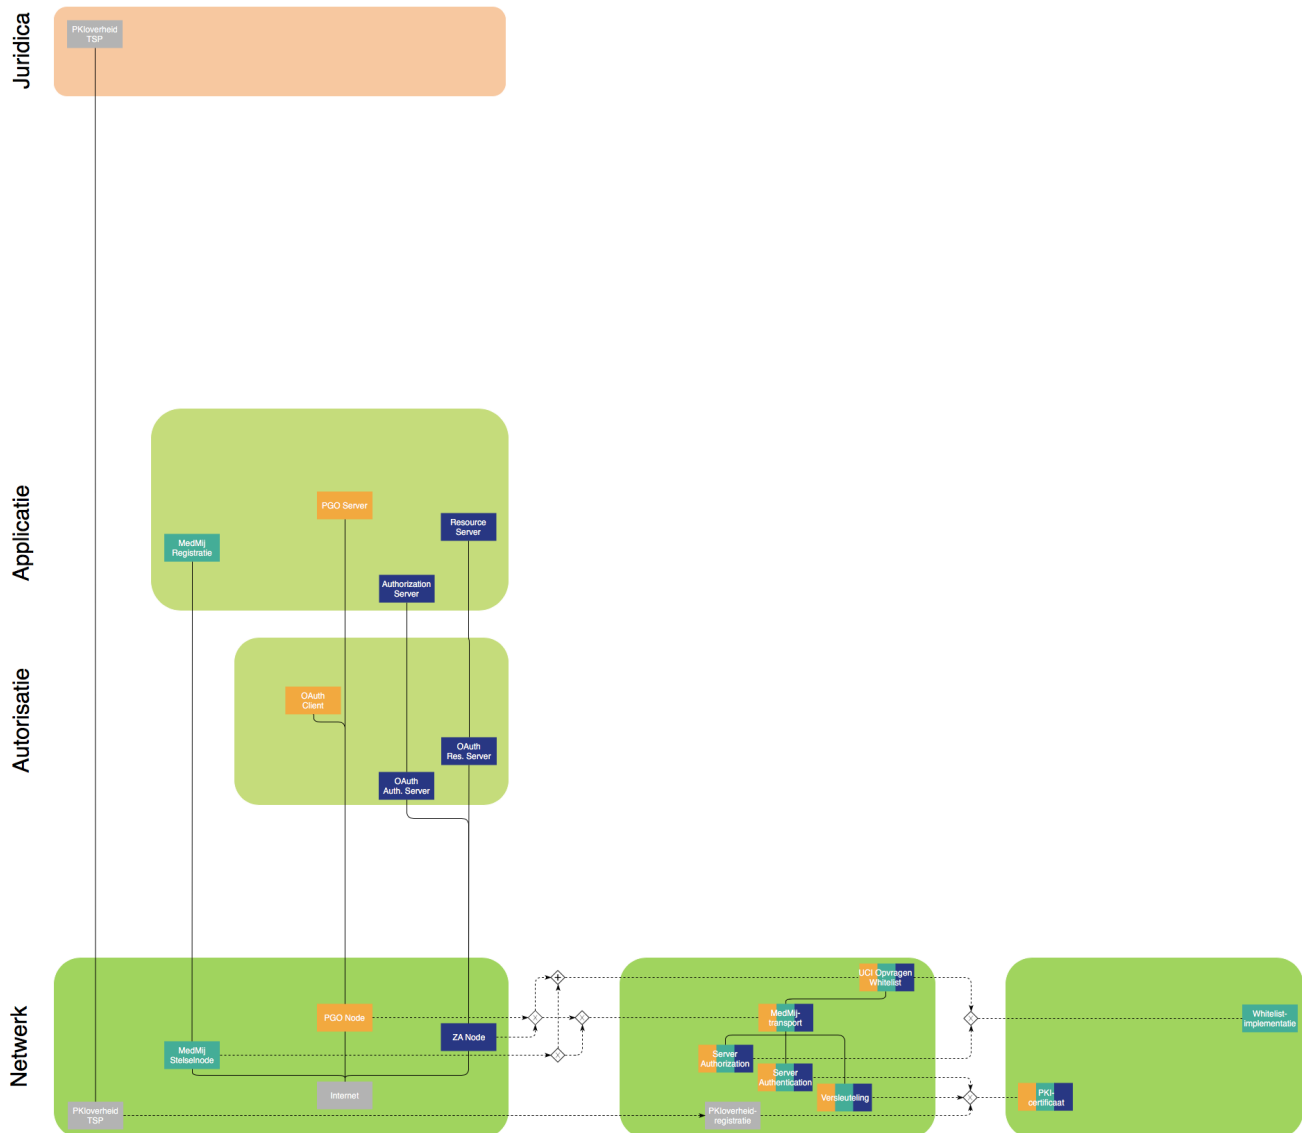 Juridica
PKIoverheid
TSP
Applicatie
PGO Server
Resource
Server
MedMij
Registratie
Authorization
Server
Autorisatie
OAuth
Client
OAuth
Res. Server
OAuth
Auth. Server
Netwerk
UCI Opvragen
Whitelist
PGO Node
MedMij-
transport
Whitelist-
implementatie
ZA Node
MedMij
Stelselnode
Server
Authorization
Server
Authentication
Internet
Versleuteling
PKI-
certificaat
PKIoverheid
TSP
PKIoverheid-
registratie